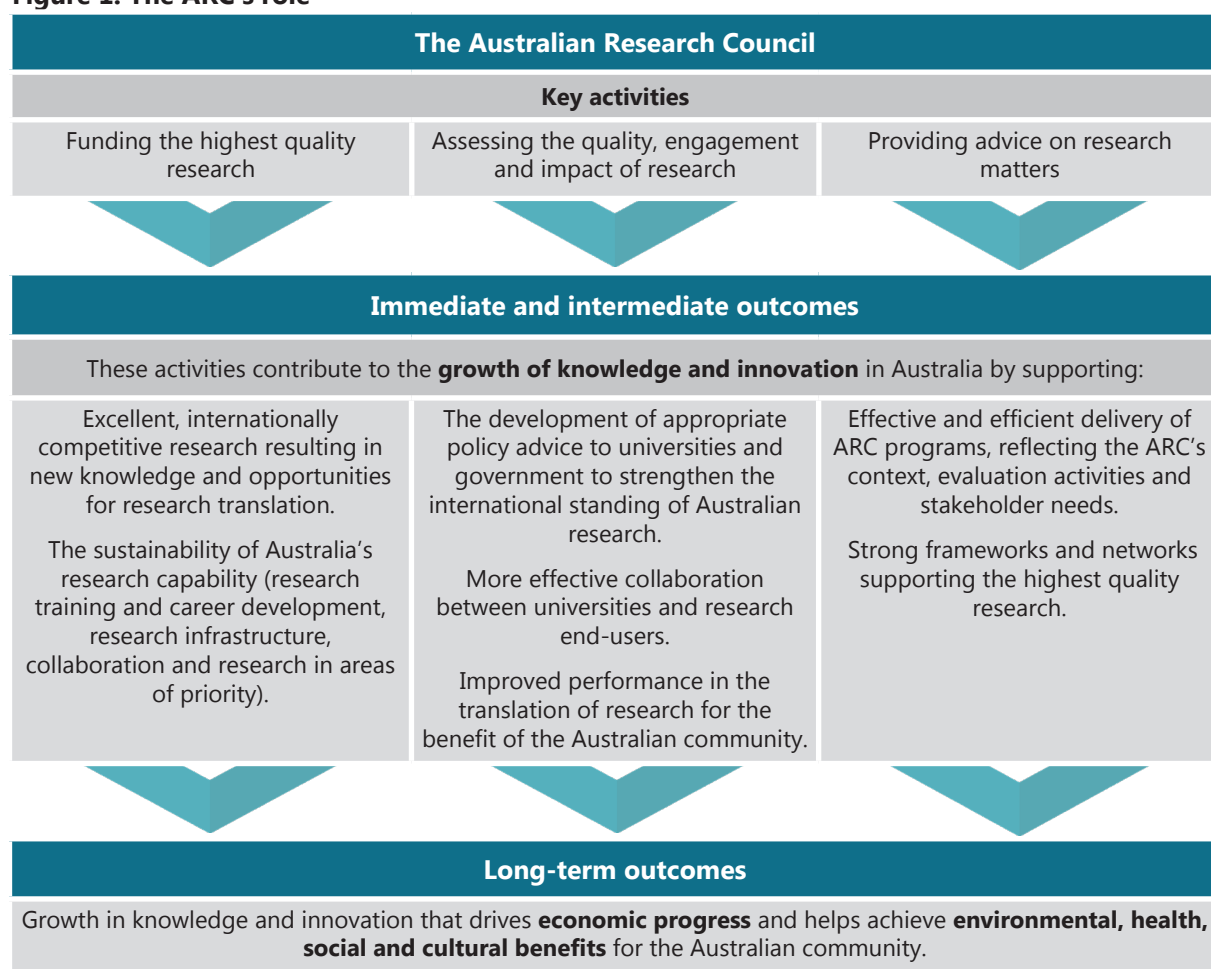 Figure 1: The ARC's role
The Australian Research Council
Key activities
Funding the highest quality
research
Assessing the quality, engagement
and impact of research
Providing advice on research
matters
Immediate and intermediate outcomes
These activities contribute to the growth of knowledge and innovation in Australia by supporting:
Excellent, internationally
competitive research resulting in
new knowledge and opportunities
for research translation.
The sustainability of Australia's
research capability (research
training and career development,
research infrastructure,
collaboration and research in areas
of priority).
The development of appropriate
policy advice to universities and
government to strengthen the
international standing of Australian
research.
More effective collaboration
between universities and research
end-users.
Improved performance in the
translation of research for the
benefit of the Australian community.
Effective and efficient delivery of
ARC programs, reflecting the ARC's
context, evaluation activities and
stakeholder needs.
Strong frameworks and networks
supporting the highest quality
research.
Long-term outcomes
Growth in knowledge and innovation that drives economic progress and helps achieve environmental, health,
social and cultural benefits for the Australian community.